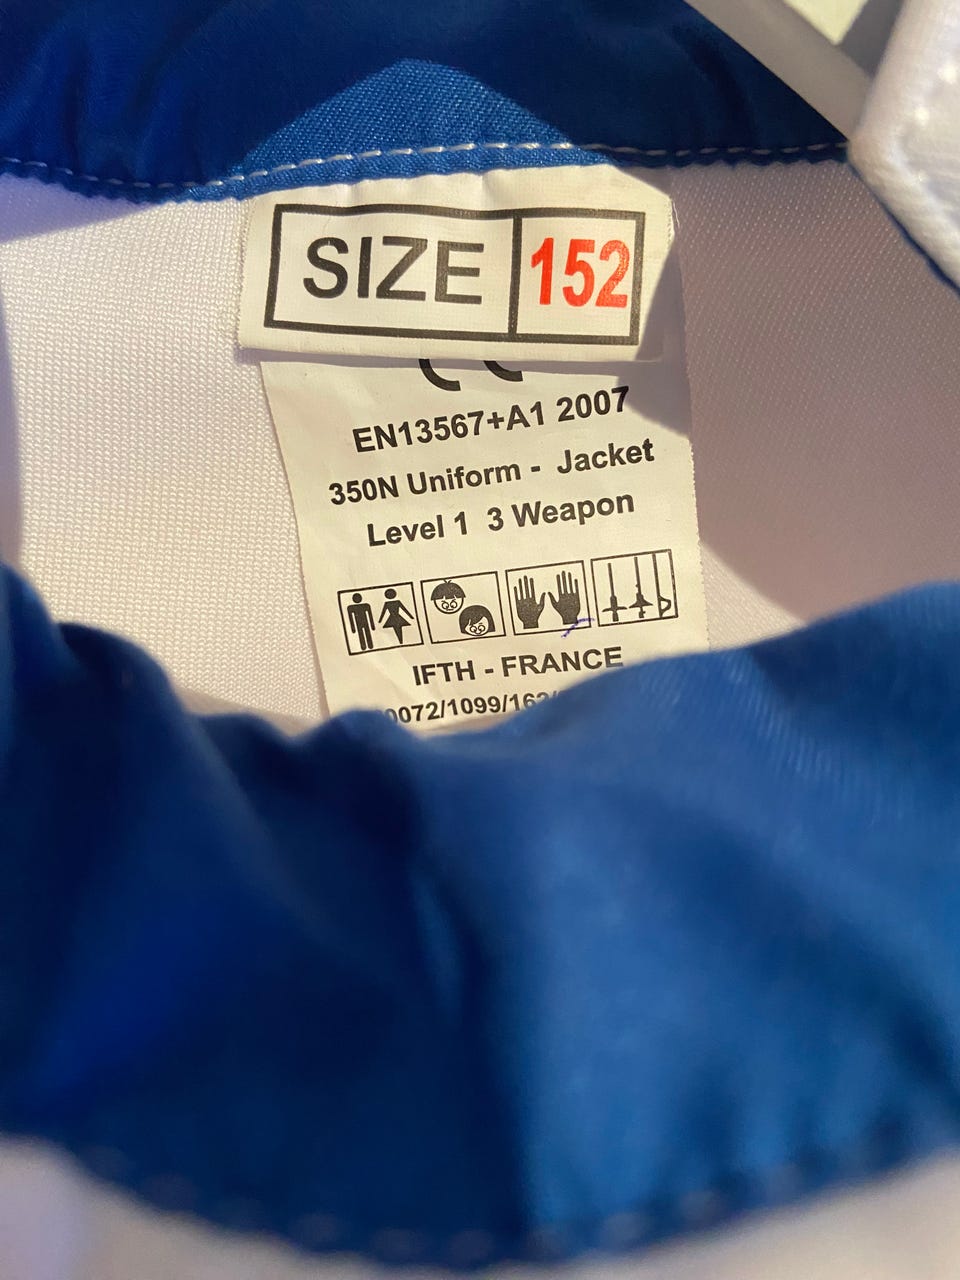 SIZE 152
EN13567+A1 2007
350N Uniform - Jacket
Level 1 3 Weapon
IFTH - FRANCE